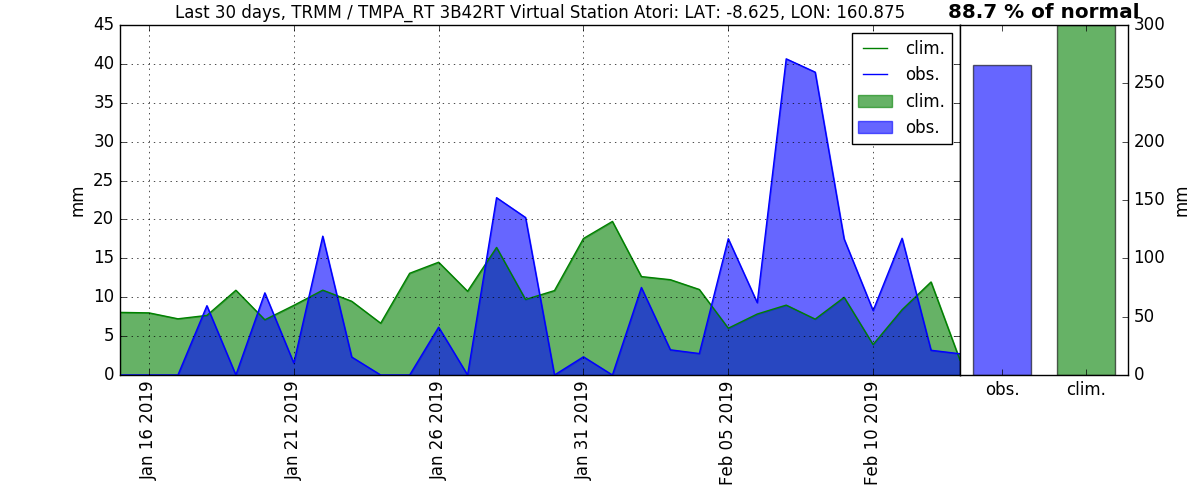 Last 30 days, TRMM / TMPA_RT 3B42RT Virtual Station Atori: LAT: -8.625, LON: 160.875
88.7 % of normal
mm
45
40
35
30
25
20
15
10
5
0
clim.
obs.
clim.
obs.
Jan 16 2019
Jan 21 2019
Jan 26 2019
Jan 31 2019
Feb 05 2019
Feb 10 2019
300
250
200
150
100
50
0
mm
obs.
clim.